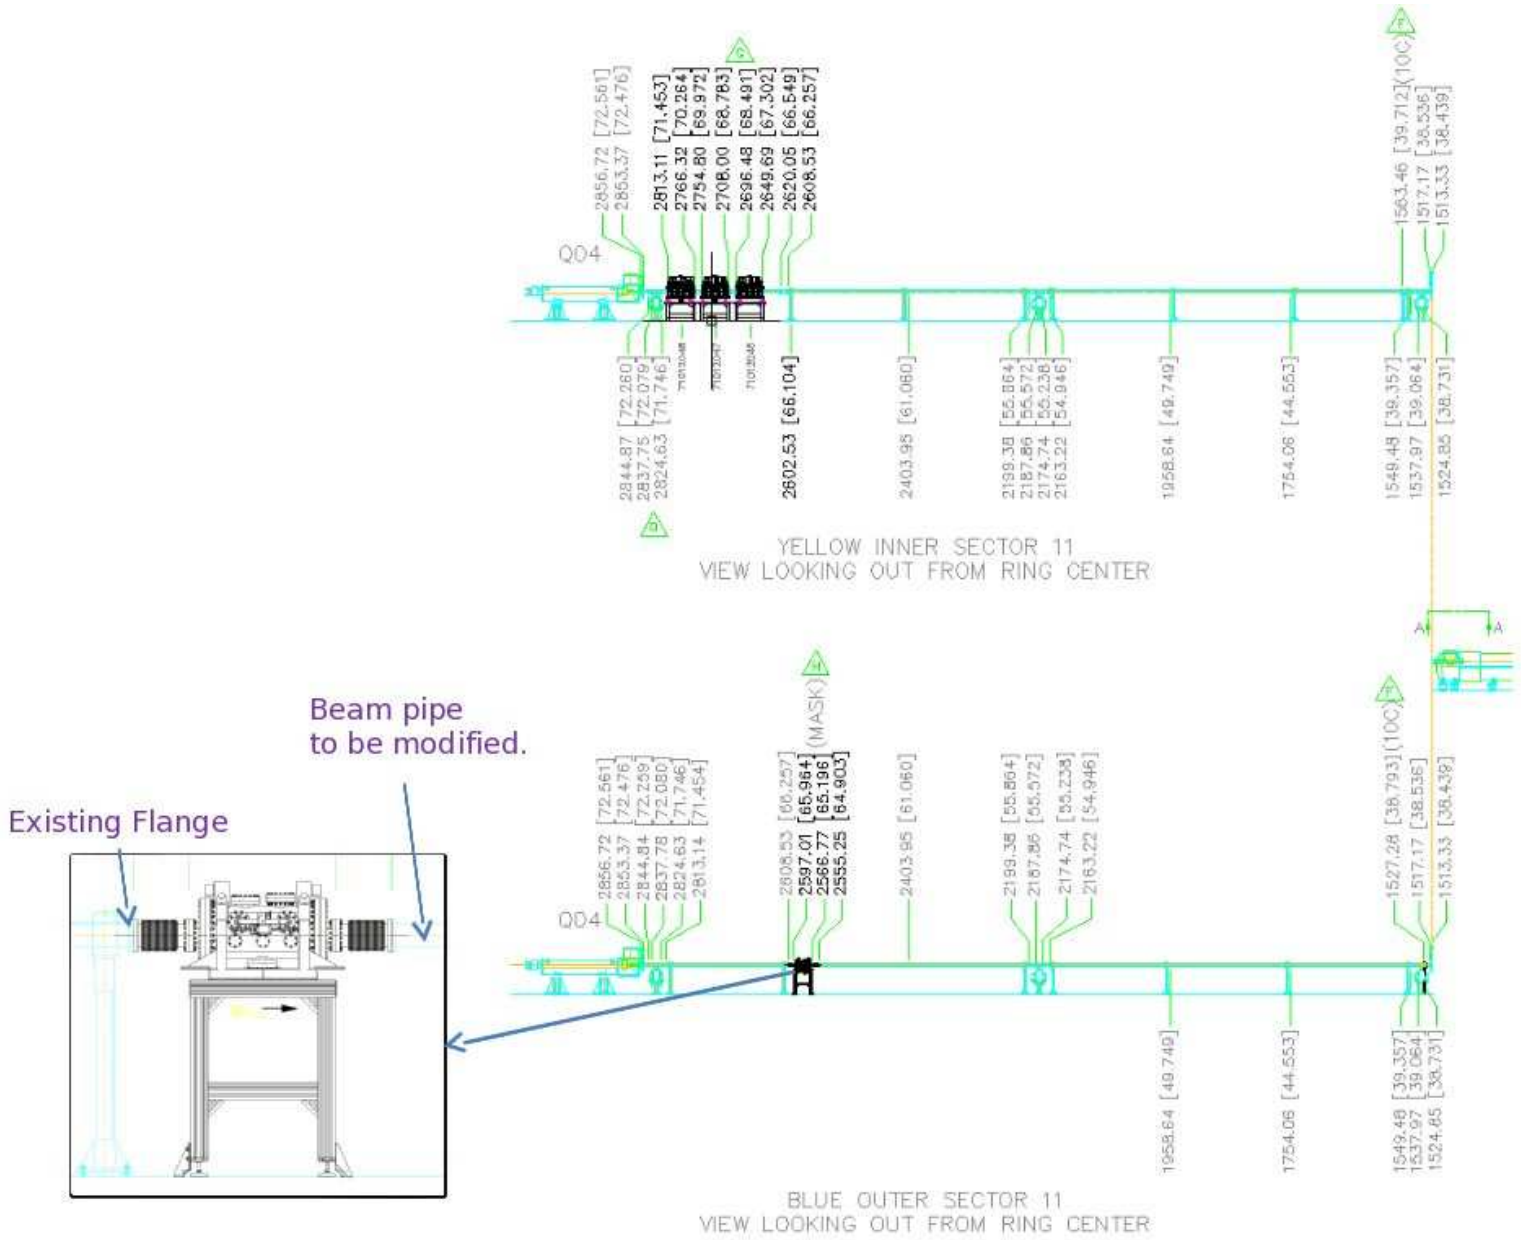 2856.72 [72.561]
2853.37 [72.476]
2813.11 [71.453]
2766.32 [70.264]
2754.80 [69.972]
2708.00 [68.783]
2696.48 [68.491]
2649.69 [67.302]
2620.05 [66.549]
2608.53 [66.257]
G
F
1563.46 [39.712](10C)
1517.17 [38.536]
1513.33 [38.439]
Q04
2844.87 [72.260]
2837.75 [72.079]
2824.63 [71.746]
71012048
71012047
71012046
2602.53 [66.104]
2403.95 [61.060]
2199.38 [55.864]
2187.86 [55.572]
2174.74 [55.238]
2163.22 [54.946]
1958.64 [49.749]
1754.06 [44.553]
1549.48 [39.357]
1537.97 [39.064]
1524.85 [38.731]
YELLOW INNER SECTOR 11
VIEW LOOKING OUT FROM RING CENTER
A
A
Beam pipe
to be modified.
Existing Flange
H
(MASK)
F
2856.72 [72.561]
2853.37 [72.476]
2844.84 [72.259]
2837.78 [72.080]
2824.63 [71.746]
2813.14 [71.454]
2608.53 [66.257]
2597.01 [65.964]
2566.77 [65.196]
2555.25 [64.903]
2403.95 [61.060]
2199.38 [55.864]
2187.86 [55.572]
2174.74 [55.238]
2163.22 [54.946]
1527.28 [38.793](10C)
1517.17 [38.536]
1513.33 [38.439]
Q04
1958.64 [49.749]
1754.06 [44.553]
1549.48 [39.357]
1537.97 [39.064]
1524.85 [38.731]
BLUE OUTER SECTOR 11
VIEW LOOKING OUT FROM RING CENTER